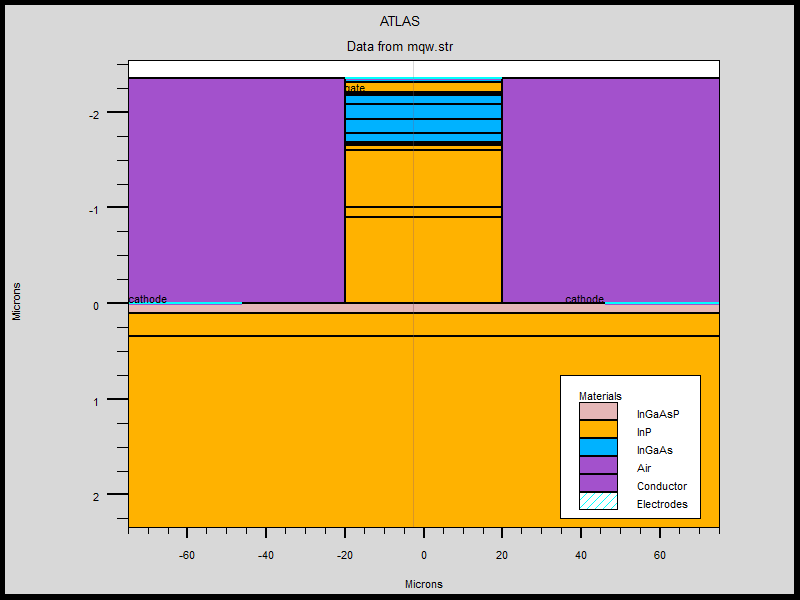 ATLAS
Data from mqw.str
gate
-2
-1
0
1
2
Microns
cathode
cathode
Materials
InGaAsP
InP
InGaAs
Air
Conductor
Electrodes
-60
-40
-20
0
20
40
60
Microns